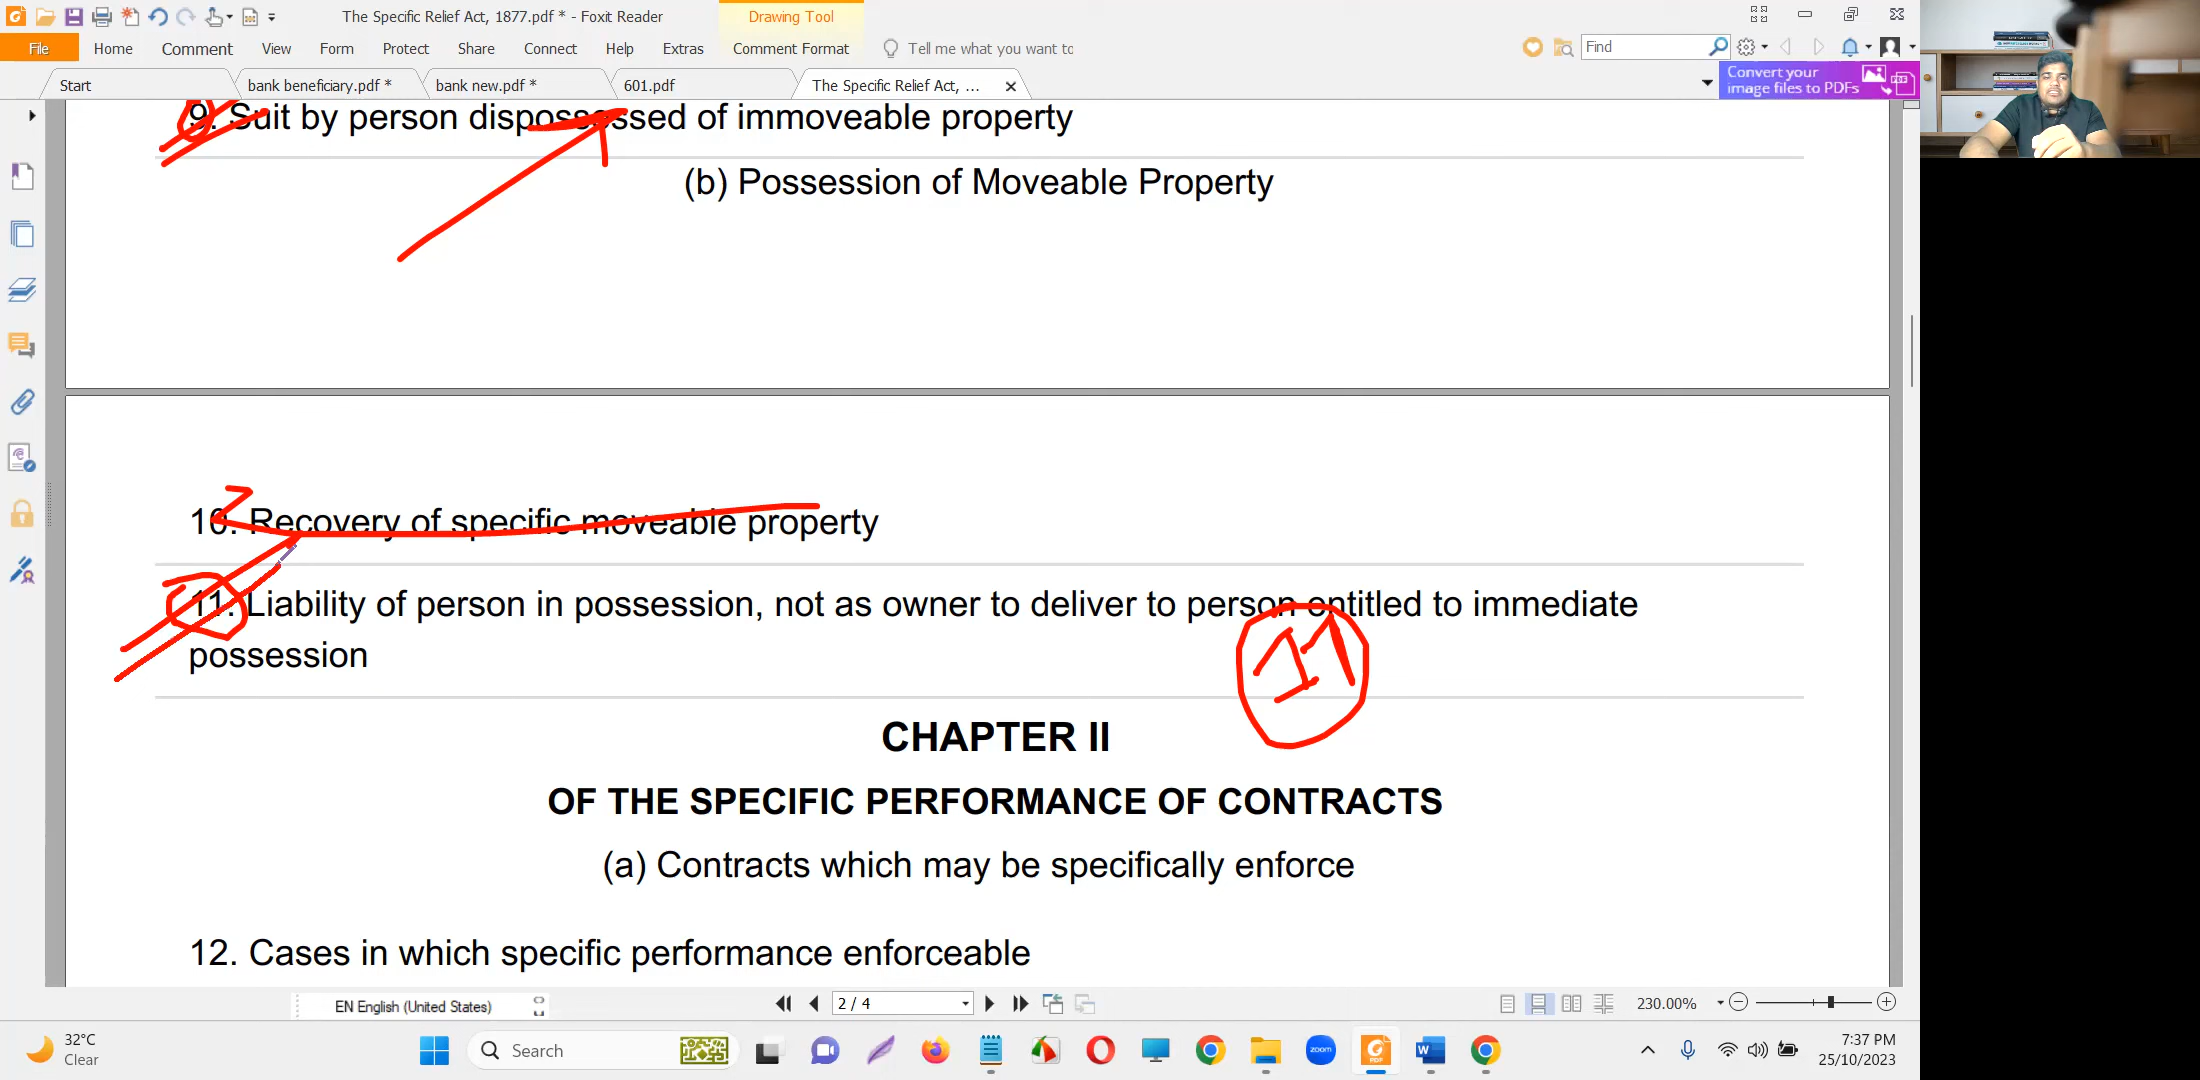 The Specific Relief Act, 1877.pdf * - Foxit Reader
Drawing Tool
File Home Comment View Form Protect Share Connect Help Extras Comment Format Tell me what you want to
Find
Start bank beneficiary.pdf * bank new.pdf * 601.pdf The Specific Relief Act, ...
Convert your
image files to PDFs
9. Suit by person dispossessed of immoveable property
(b) Possession of Moveable Property
10. Recovery of specific moveable property
11. Liability of person in possession, not as owner to deliver to person entitled to immediate
possession
11
CHAPTER II
OF THE SPECIFIC PERFORMANCE OF CONTRACTS
(a) Contracts which may be specifically enforce
12. Cases in which specific performance enforceable
EN English (United States)
2 / 4
230.00%
32°C
Clear
Search
zoom
PDF
W
7:37 PM
25/10/2023